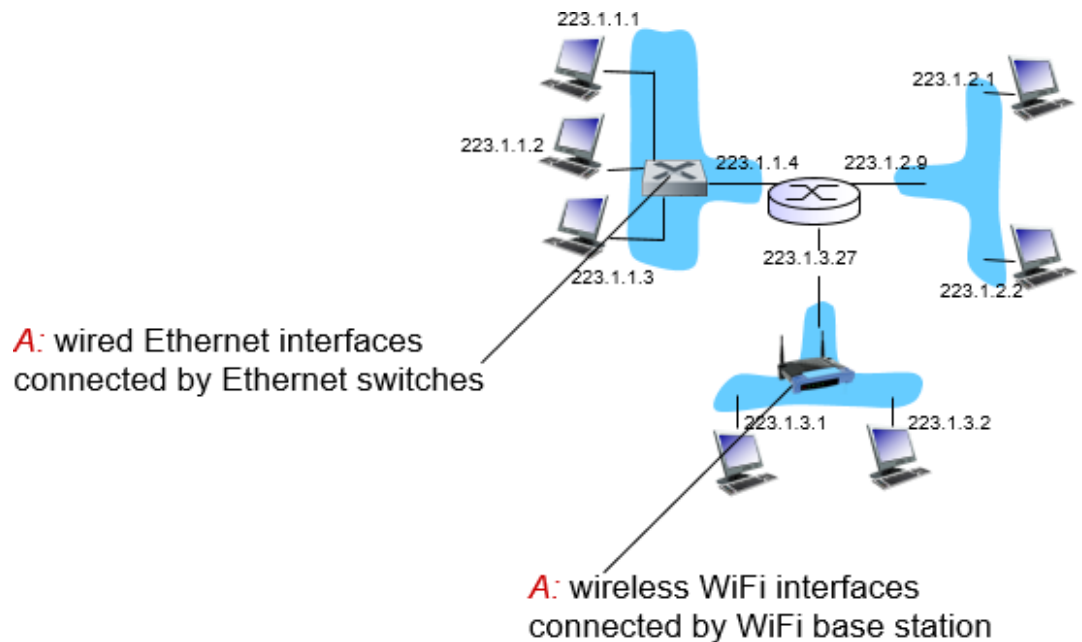 223.1.1.1
223.1.2.1
223.1.1.2
223.1.1.4
223.1.2.9
223.1.1.3
223.1.3.27
223.1.2.2
A: wired Ethernet interfaces
connected by Ethernet switches
223.1.3.1
223.1.3.2
A: wireless WiFi interfaces
connected by WiFi base station